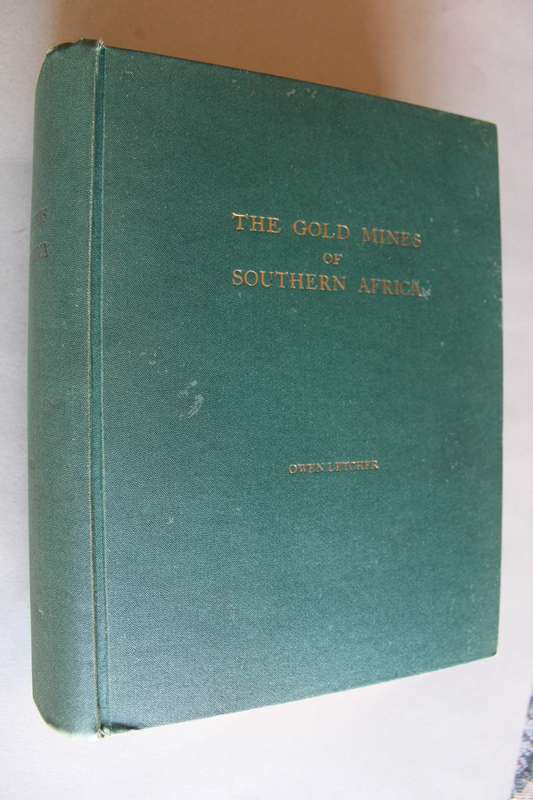 THE GOLD MINES
OF
SOUTHERN AFRICA
OWEN LETCHER